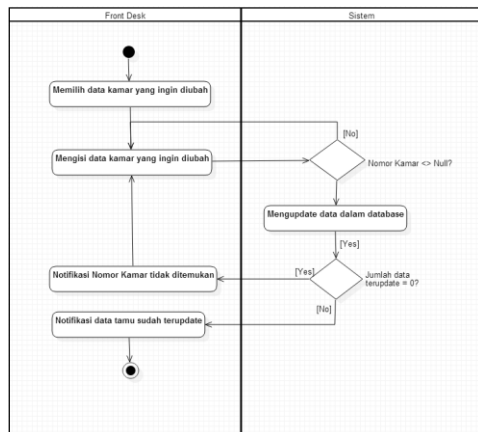 Front Desk
Sistem
Memilih data kamar yang ingin diubah
[No]
Mengisi data kamar yang ingin diubah
Nomor Kamar <> Null?
Mengupdate data dalam database
[Yes]
Notifikasi Nomor Kamar tidak ditemukan
[Yes]
Jumlah data
terupdate = 0?
[No]
Notifikasi data tamu sudah terupdate